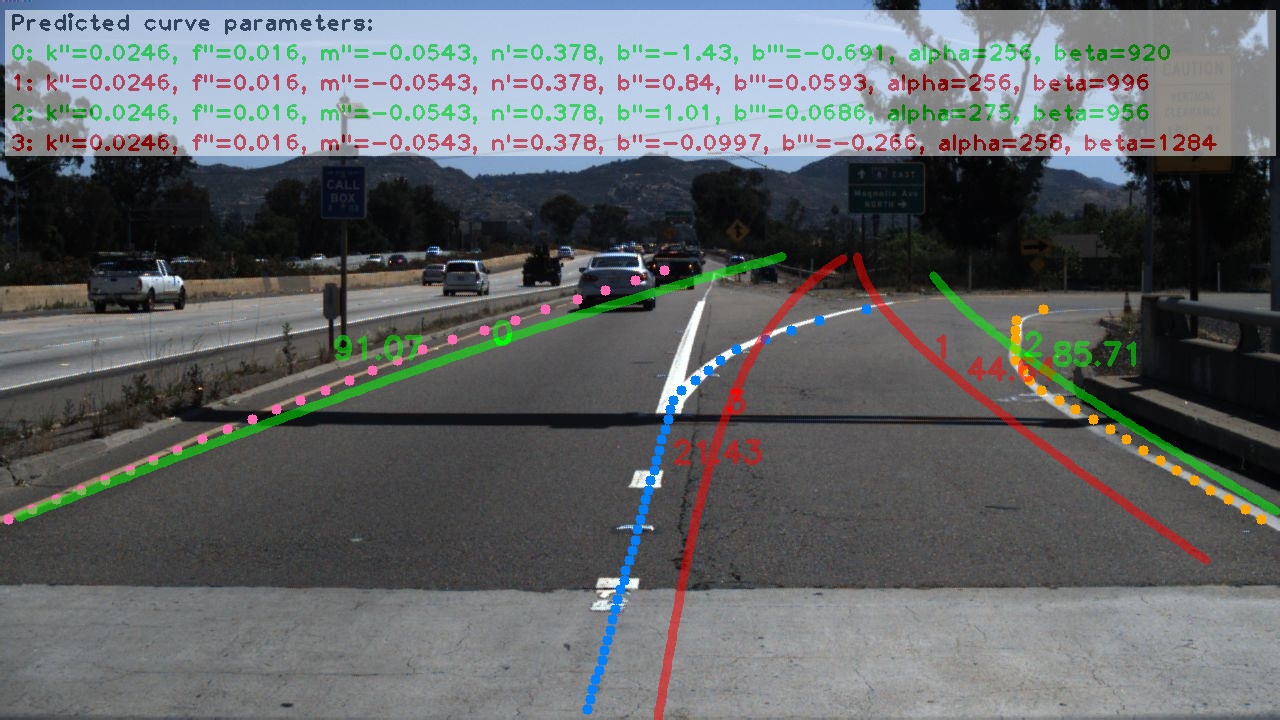 Predicted curve parameters:
0: k''=0.0246, f''=0.016, m''=-0.0543, n'=0.378, b''=-1.43, b'''=-0.691, alpha=256, beta=920
1: k''=0.0246, f''=0.016, m''=-0.0543, n'=0.378, b''=0.84, b'''=0.0593, alpha=256, beta=996
2: k''=0.0246, f''=0.016, m''=-0.0543, n'=0.378, b''=1.01, b'''=0.0686, alpha=275, beta=956
3: k''=0.0246, f''=0.016, m''=-0.0543, n'=0.378, b''=-0.0997, b'''=-0.266, alpha=258, beta=1284
CAUTION
VERTICAL
CLEARANCE
CALL
BOX
8 EAST
Magnolia Ave
NORTH →
0
91.07
1
2
85.71
3
21.43